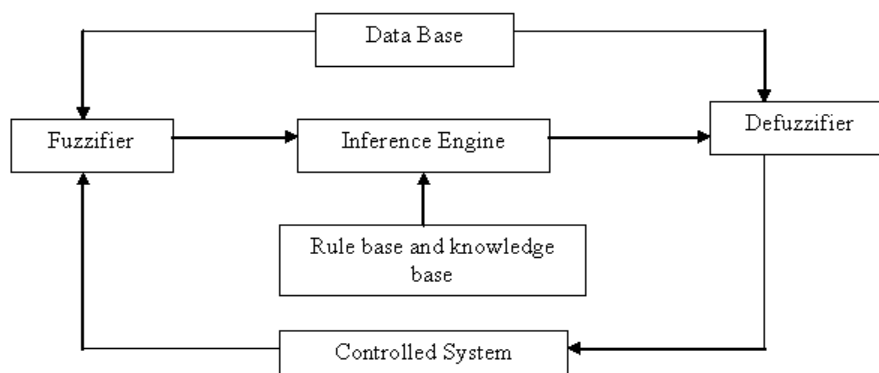 Data Base
Fuzzifier
Inference Engine
Defuzzifier
Rule base and knowledge
base
Controlled System